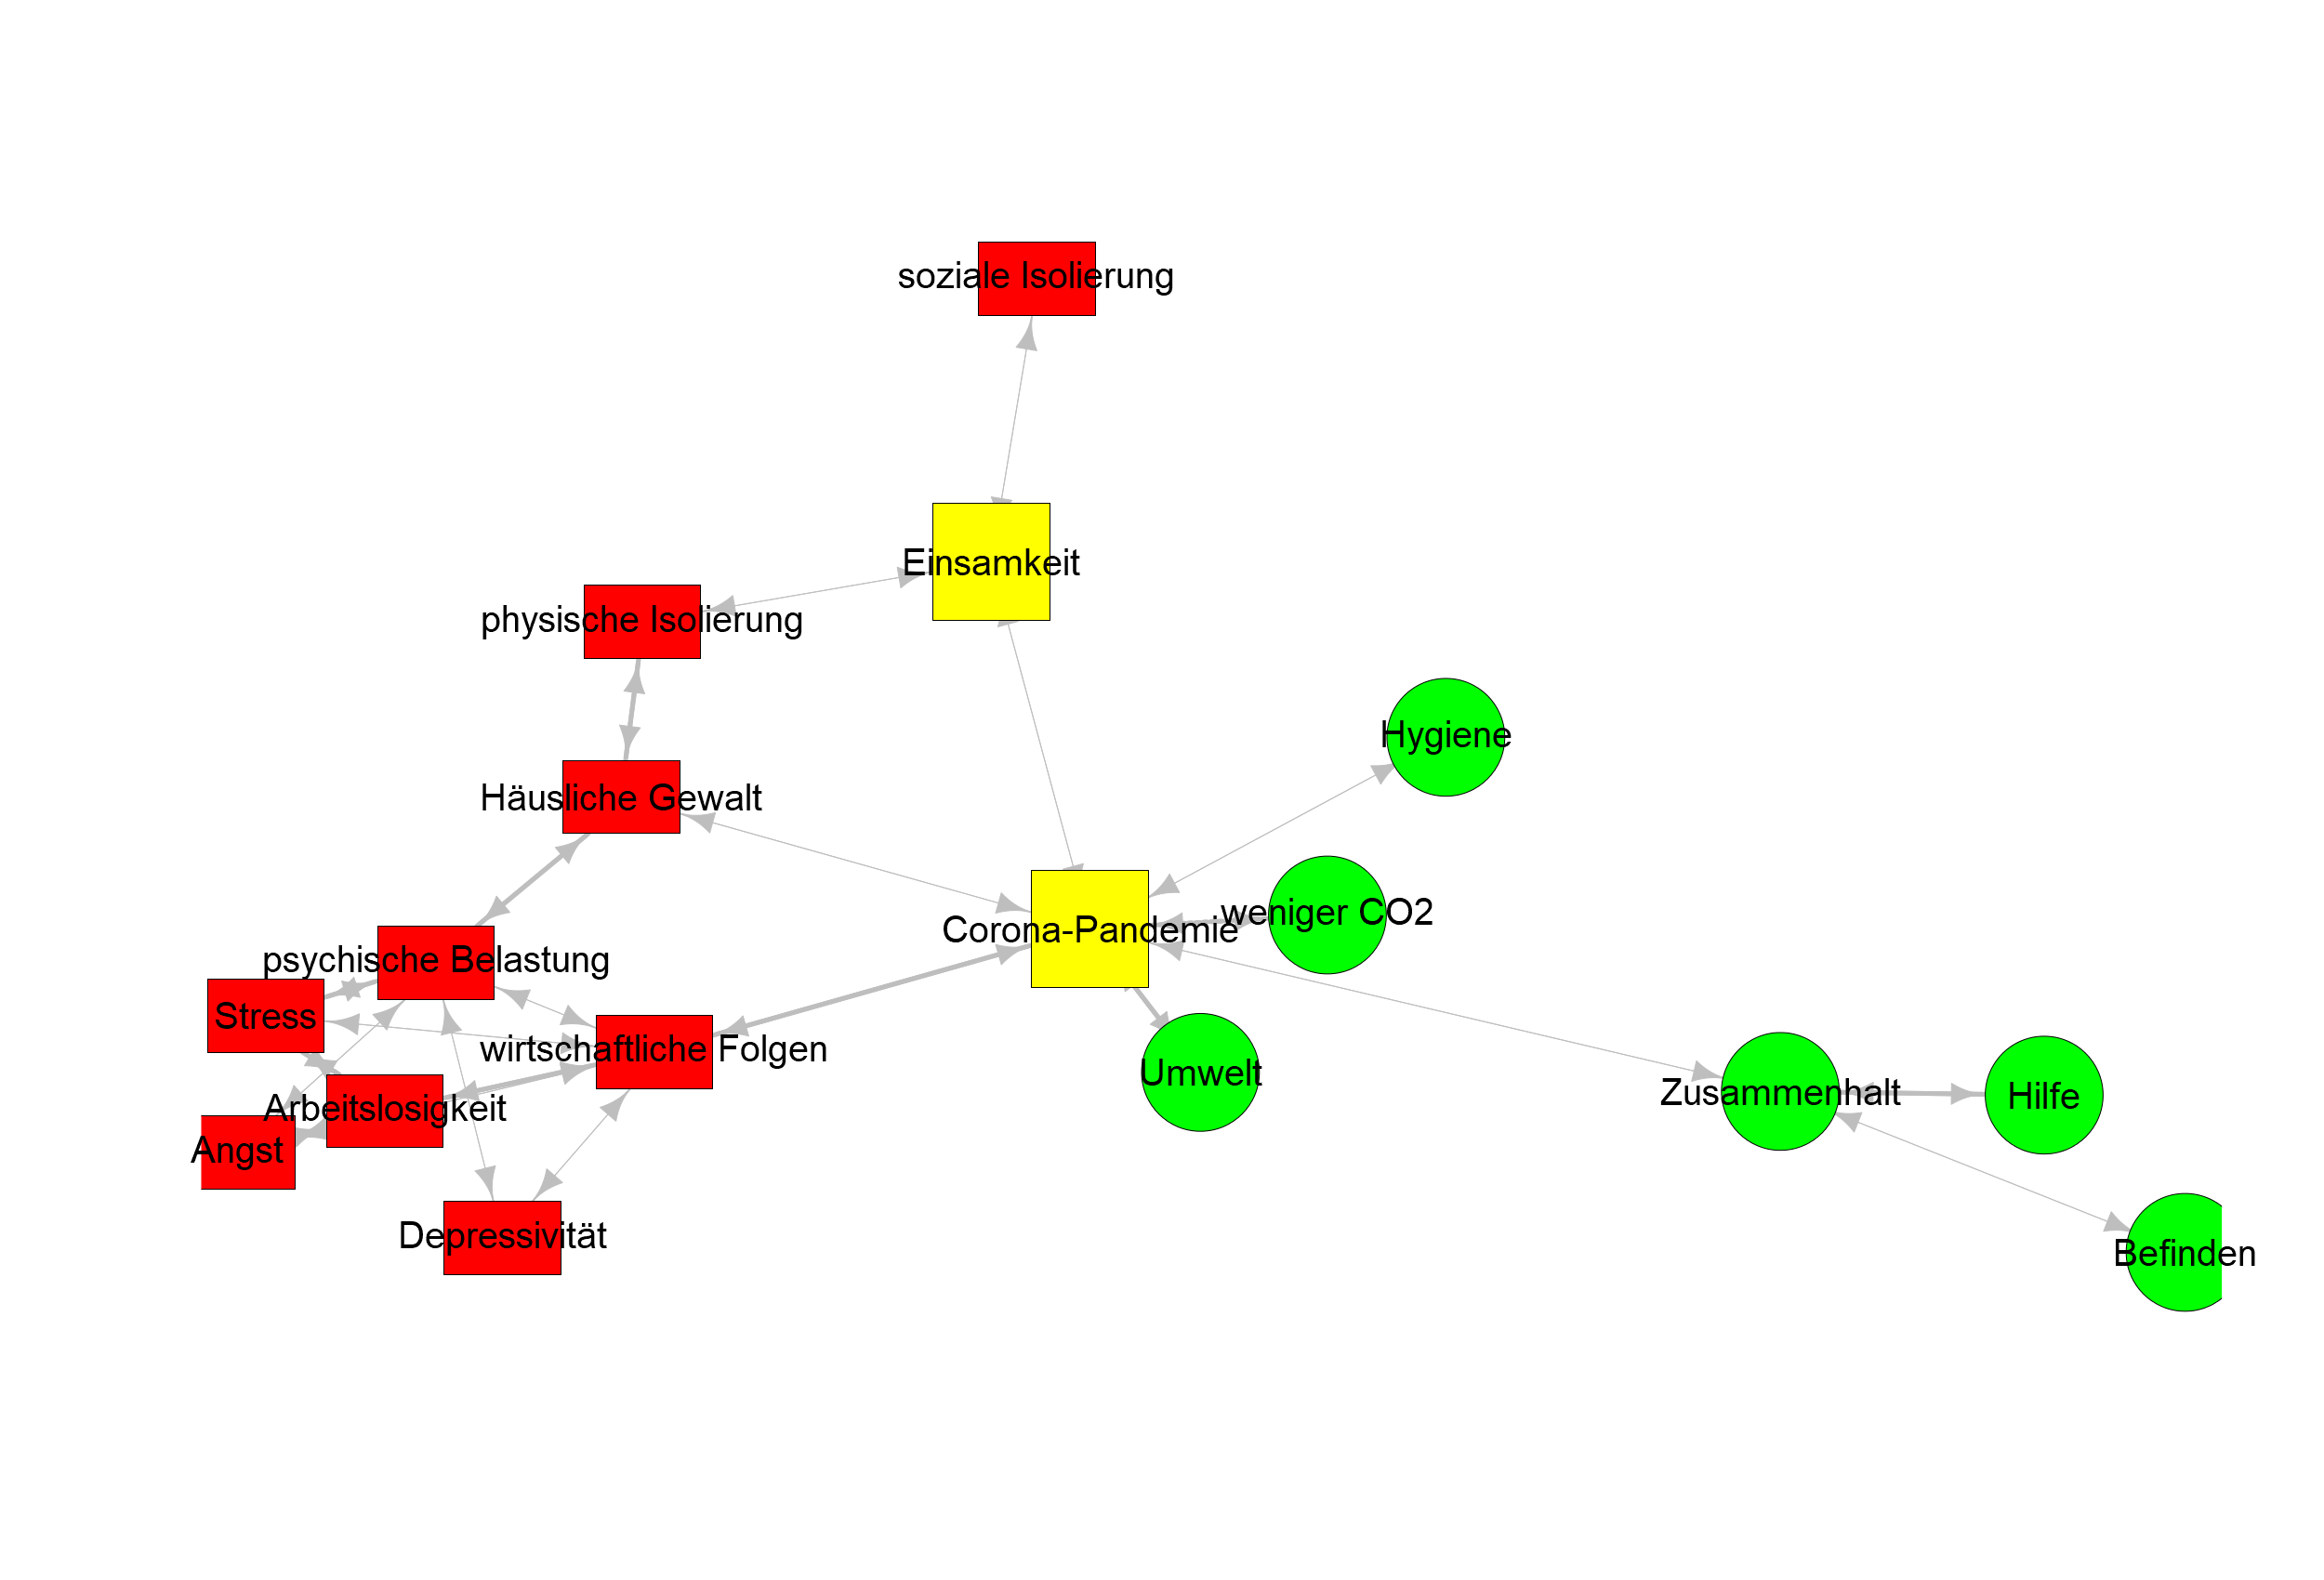 soziale Isolierung
Einsamkeit
physische Isolierung
Hygiene
Häusliche Gewalt
weniger CO2
Corona-Pandemie
psychische Belastung
Stress
wirtschaftliche Folgen
Umwelt
Zusammenhalt
Hilfe
Arbeitslosigkeit
Angst
Depressivität
Befinden